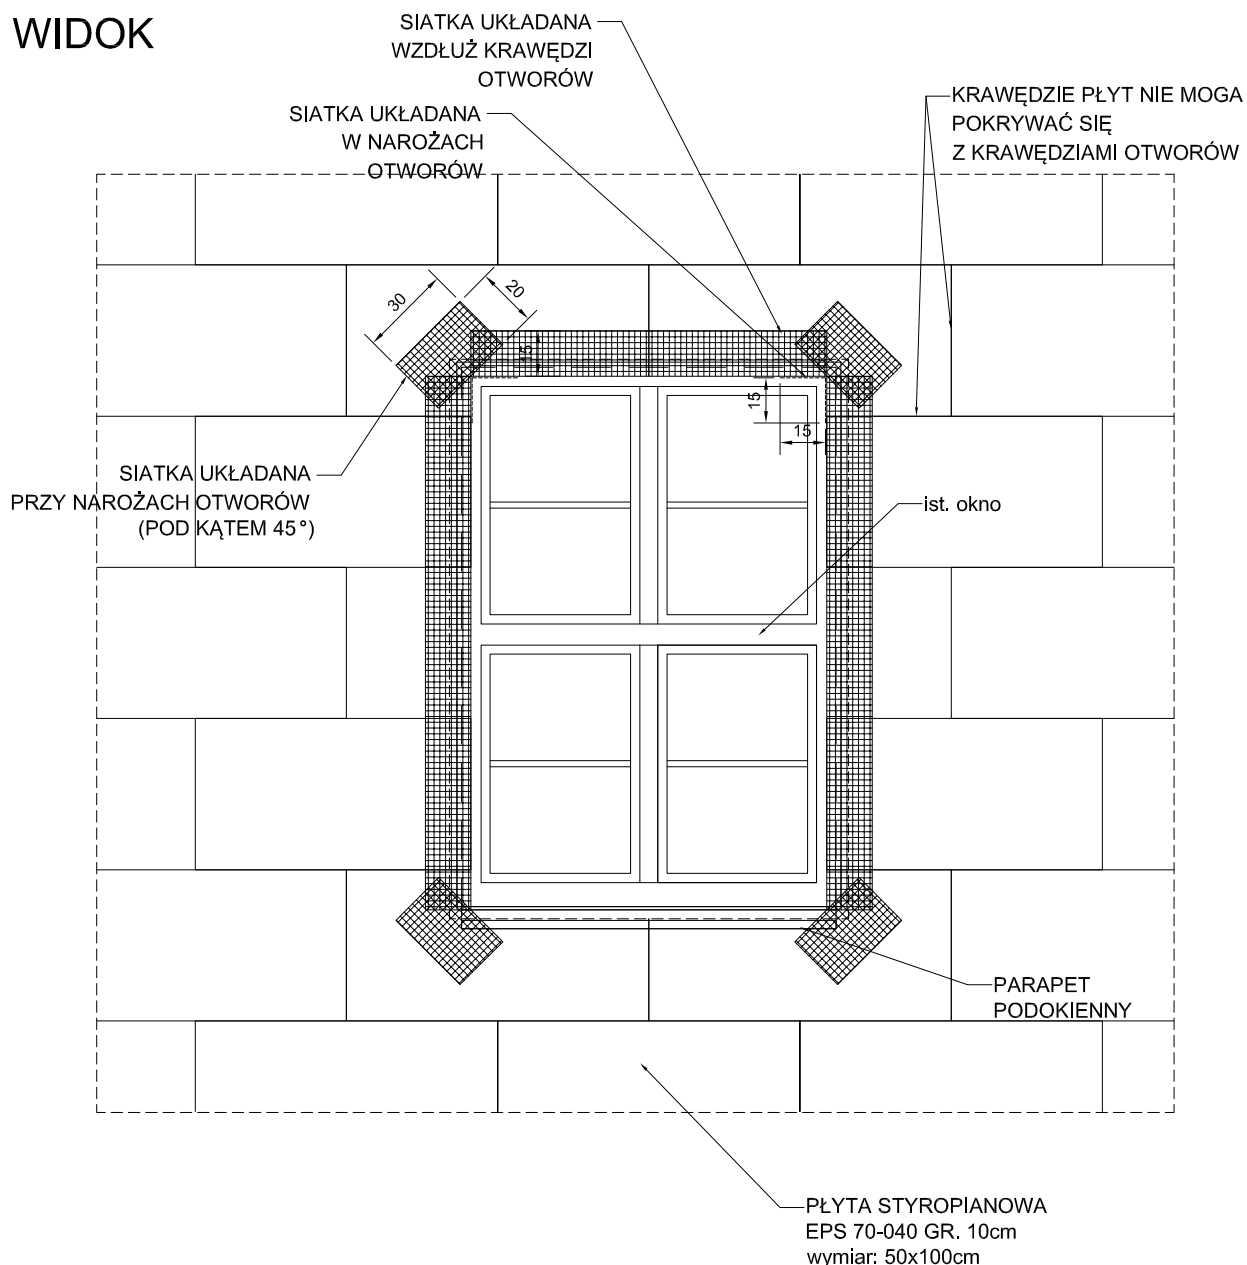 WIDOK
SIATKA UKŁADANA
WZDŁUŻ KRAWĘDZI
OTWORÓW
SIATKA UKŁADANA
W NAROŻACH
OTWORÓW
KRAWĘDZIE PŁYT NIE MOGA
POKRYWAĆ SIĘ
Z KRAWĘDZIAMI OTWORÓW
30
20
15
15
15
SIATKA UKŁADANA
PRZY NAROŻACH OTWORÓW
(POD KĄTEM 45°)
ist. okno
PARAPET
PODOKIENNY
PŁYTA STYROPIANOWA
EPS 70-040 GR. 10cm
wymiar: 50x100cm